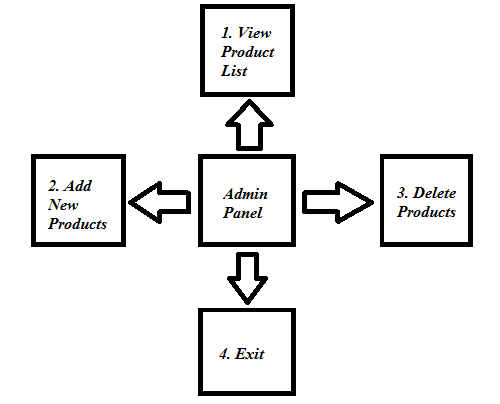 1. View
Product
List
2. Add
New
Products
Admin
Panel
3. Delete
Products
4. Exit